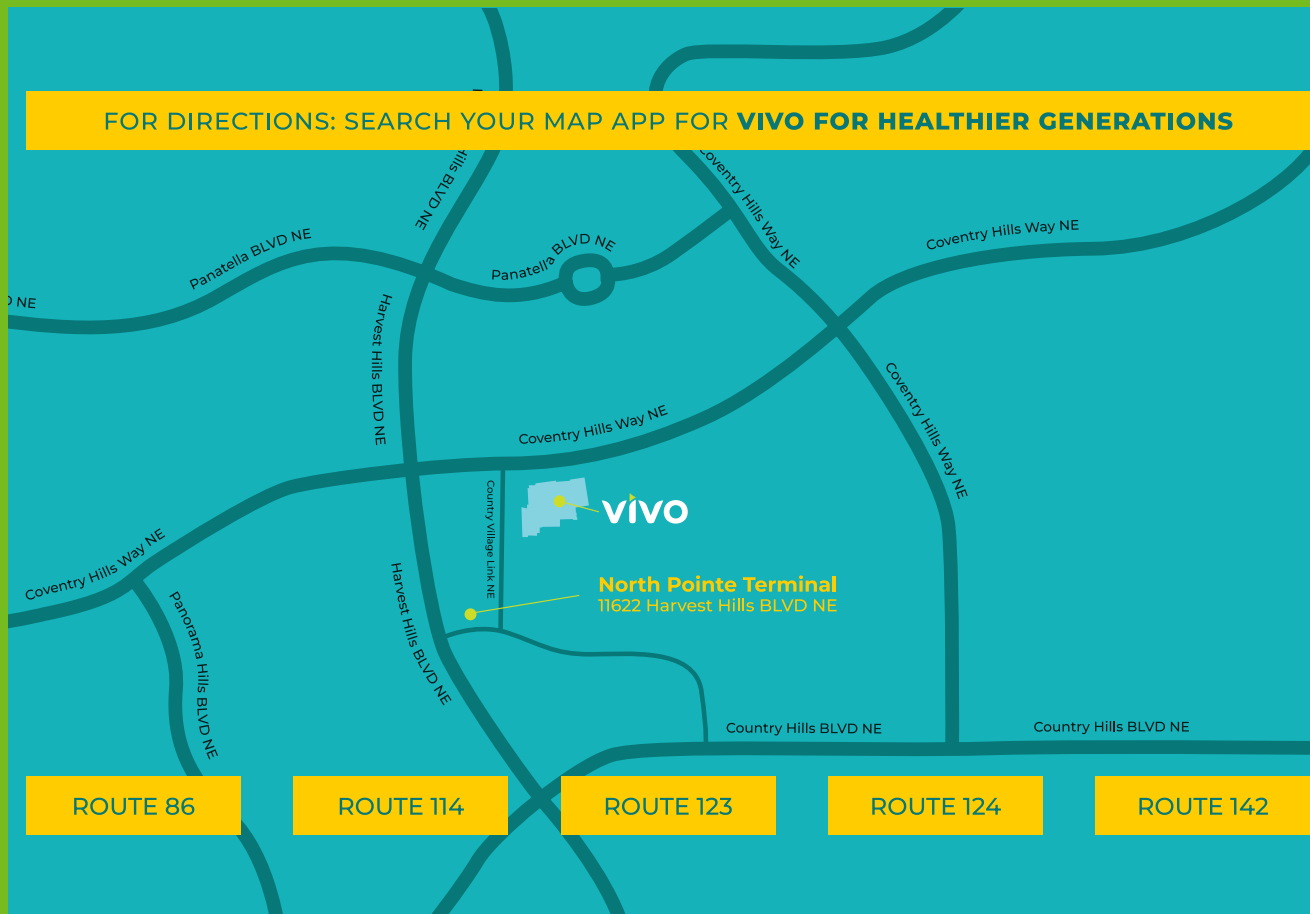 FOR DIRECTIONS: SEARCH YOUR MAP APP FOR VIVO FOR HEALTHIER GENERATIONS
Hills BLVD NE
Coventry Hills Way NE
Coventry Hills Way NE
Panatella BLVD NE
Panatella BLVD NE
D NE
Harvest Hills BLVD NE
Coventry Hills Way NE
Coventry Hills Way NE
Country Village Link NE
vivo
Coventry Hills Way NE
North Pointe Terminal
11622 Harvest Hills BLVD NE
Harvest Hills BLVD NE
Panorama Hills BLVD NE
Country Hills BLVD NE
Country Hills BLVD NE
ROUTE 86
ROUTE 114
ROUTE 123
ROUTE 124
ROUTE 142